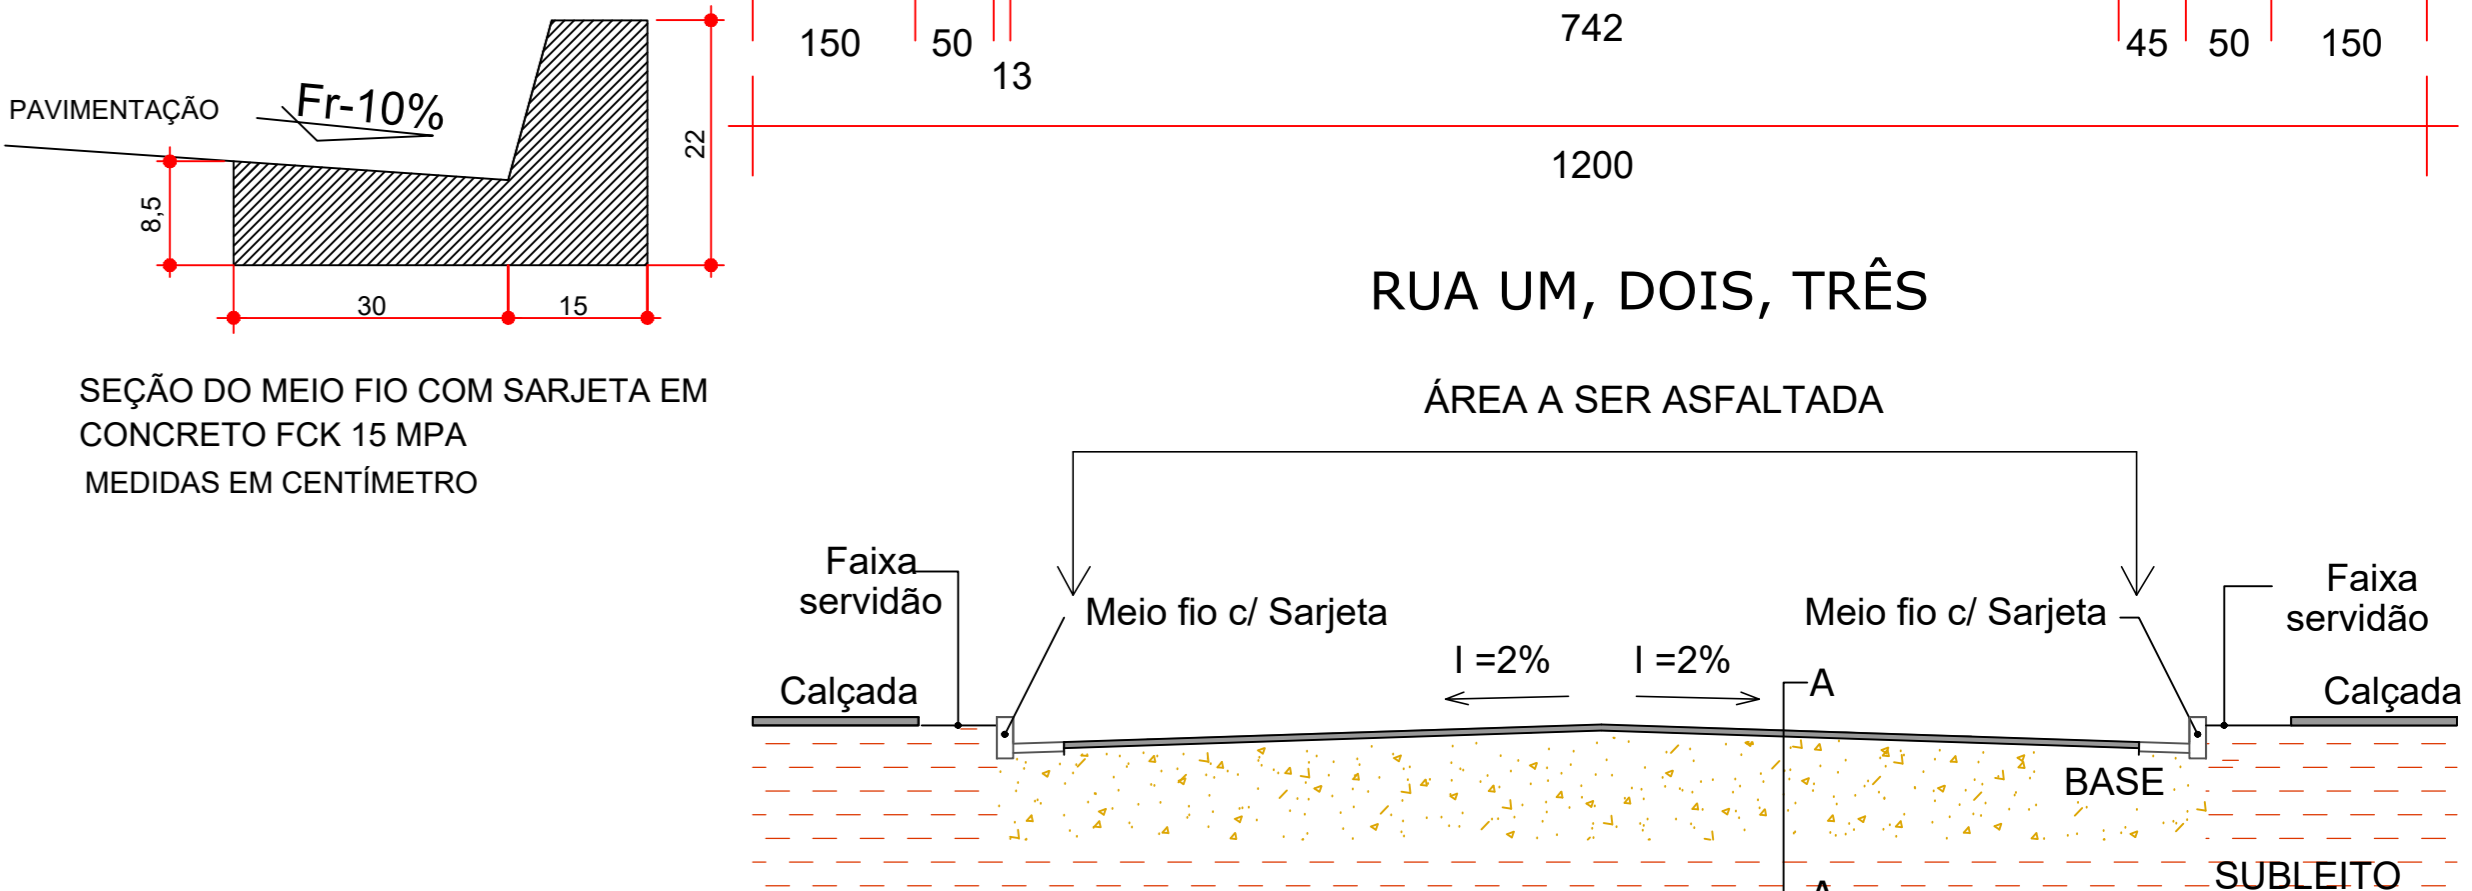 PAVIMENTAÇÃO
Fr-10%
8,5
22
30
15
SEÇÃO DO MEIO FIO COM SARJETA EM
CONCRETO FCK 15 MPA
MEDIDAS EM CENTÍMETRO
150
50
13
742
45
50
150
1200
RUA UM, DOIS, TRÊS
ÁREA A SER ASFALTADA
Faixa
servidão
Meio fio c/ Sarjeta
Meio fio c/ Sarjeta
Faixa
servidão
I =2%
I =2%
Calçada
A
Calçada
BASE
SUBLEITO
A